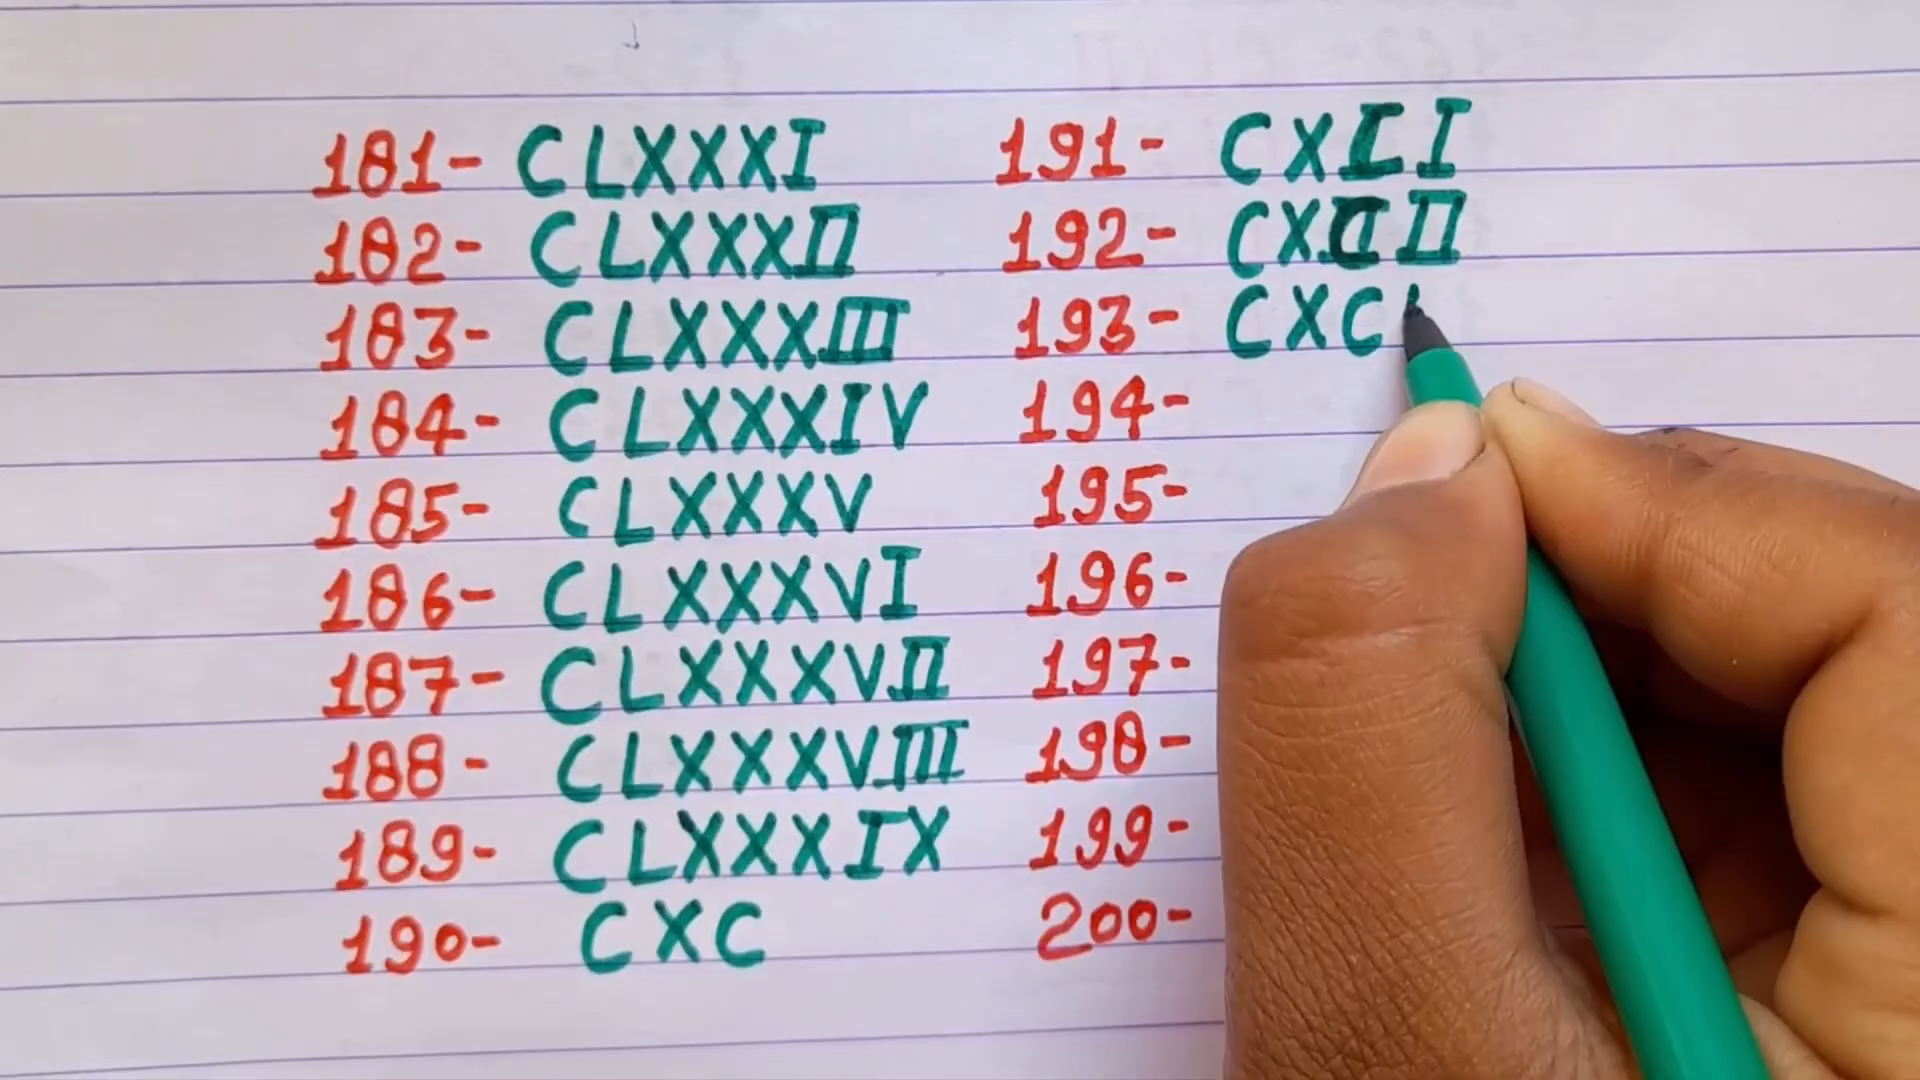 181- CLXXXI
182- CLXXXII
183- CLXXXIII
184- CLXXXIV
185- CLXXXV
186- CLXXXVI
187- CLXXXVII
188- CLXXXVIII
189- CLXXXIX
190- CXC
191- CXCI
192- CXCII
193- CXC
194-
195-
196-
197-
198-
199-
200-